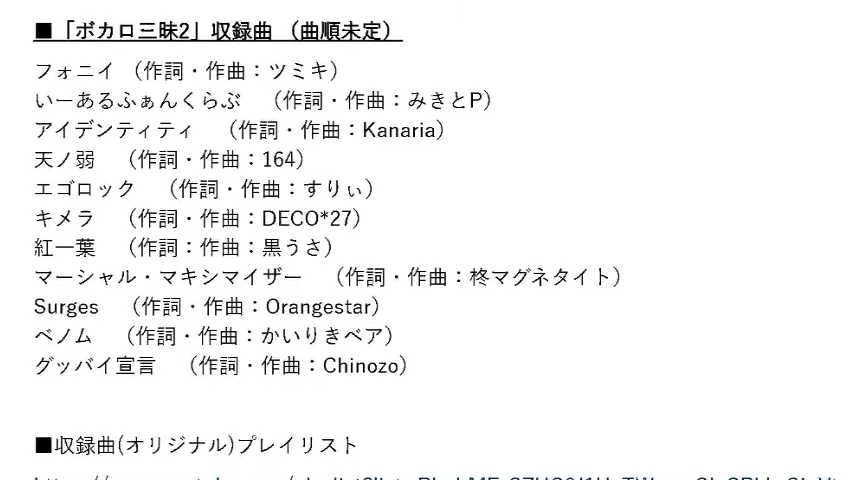 ■「ボカロ三昧2」収録曲 (曲順未定)
フォニイ (作詞・作曲:ツミキ)
いーあるふぁんくらぶ (作詞・作曲:みきとP)
アイデンティティ (作詞・作曲:Kanaria)
天ノ弱 (作詞・作曲:164)
エゴロック (作詞・作曲:すりぃ)
キメラ (作詞・作曲:DECO*27)
紅一葉 (作詞:作曲:黒うさ)
マーシャル・マキシマイザー (作詞・作曲:柊マグネタイト)
Surges (作詞・作曲:Orangestar)
ベノム (作詞・作曲:かいりきベア)
グッバイ宣言 (作詞・作曲:Chinozo)
■収録曲(オリジナル)プレイリスト